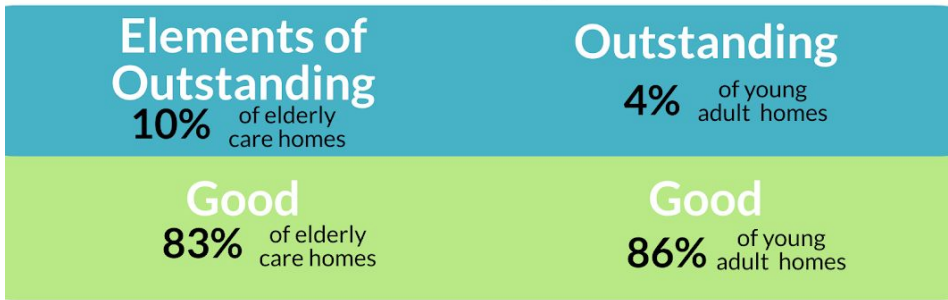 Elements of
Outstanding
10% of elderly
care homes
Outstanding
4% of young
adult homes
Good
83% of elderly
care homes
Good
86% of young
adult homes